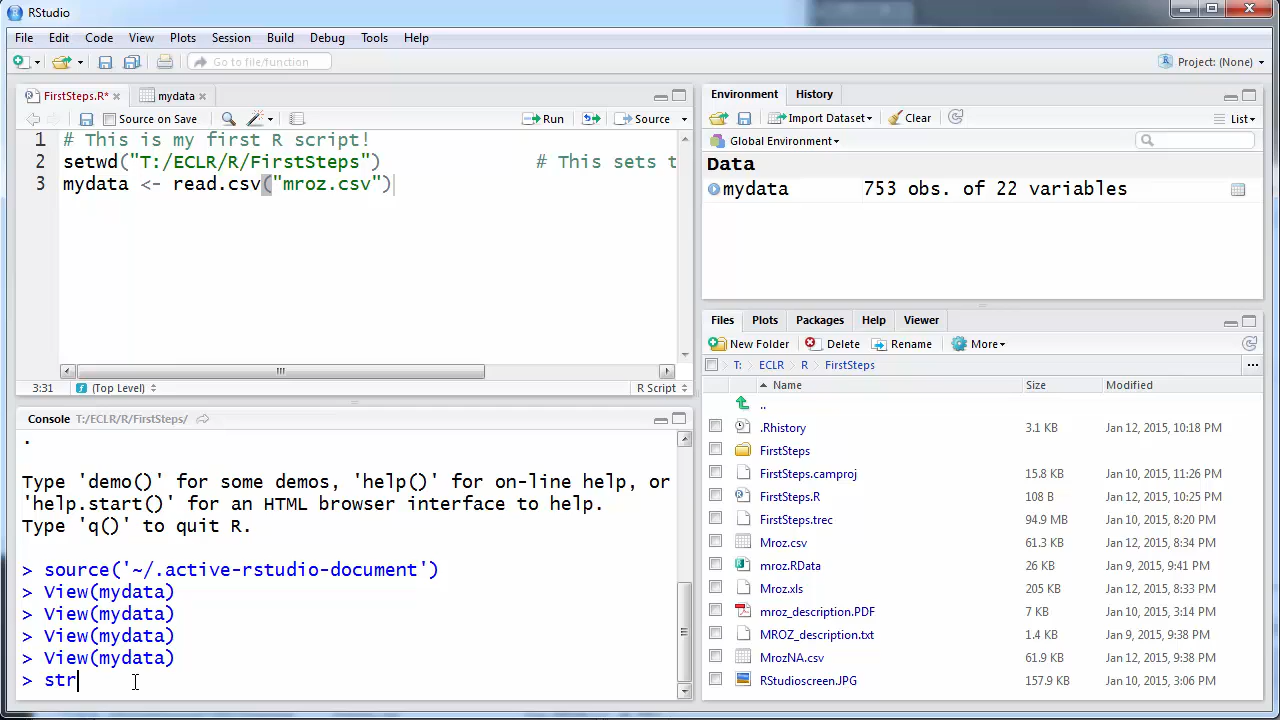 RStudio
File Edit Code View Plots Session Build Debug Tools Help
Go to file/function
Project: (None)
FirstSteps.R*
mydata
Source on Save
Run
Source
1 # This is my first R script!
2 setwd("T:/ECLR/R/FirstSteps") # This sets t
3 mydata <- read.csv("mroz.csv")
3:31 (Top Level) R Script
Console T:/ECLR/R/FirstSteps/
.
Type 'demo()' for some demos, 'help()' for on-line help, or
'help.start()' for an HTML browser interface to help.
Type 'q()' to quit R.
> source('~/.active-rstudio-document')
> View(mydata)
> View(mydata)
> View(mydata)
> View(mydata)
> str
Environment History
Import Dataset Clear List
Global Environment
Data
mydata 753 obs. of 22 variables
Files Plots Packages Help Viewer
New Folder Delete Rename More
T: ECLR R FirstSteps ...
Name Size Modified
..
.Rhistory 3.1 KB Jan 12, 2015, 10:18 PM
FirstSteps
FirstSteps.camproj 15.8 KB Jan 10, 2015, 11:26 PM
FirstSteps.R 108 B Jan 12, 2015, 10:25 PM
FirstSteps.trec 94.9 MB Jan 10, 2015, 8:20 PM
Mroz.csv 61.3 KB Jan 12, 2015, 8:34 PM
mroz.RData 26 KB Jan 9, 2015, 9:41 PM
Mroz.xls 205 KB Jan 12, 2015, 8:34 PM
mroz_description.PDF 7 KB Jan 10, 2015, 3:14 PM
MROZ_description.txt 1.4 KB Jan 9, 2015, 9:38 PM
MrozNA.csv 61.9 KB Jan 12, 2015, 9:38 PM
RStudioscreen.JPG 157.9 KB Jan 10, 2015, 3:06 PM